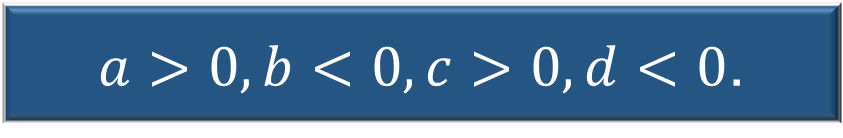 a > 0, b < 0, c > 0, d < 0.